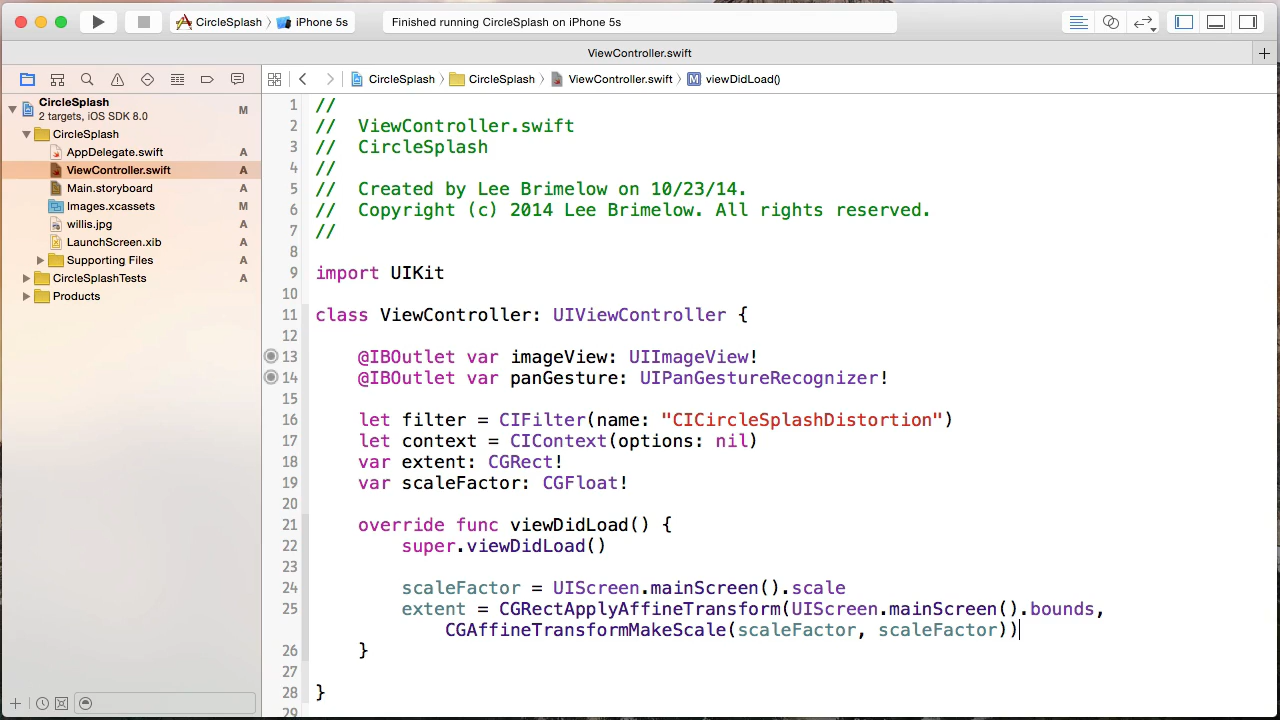 CircleSplash 〉 iPhone 5s
Finished running CircleSplash on iPhone 5s
ViewController.swift
CircleSplash 〉 CircleSplash 〉 ViewController.swift 〉 M viewDidLoad()
CircleSplash M
2 targets, iOS SDK 8.0
CircleSplash
AppDelegate.swift A
ViewController.swift A
Main.storyboard A
Images.xcassets M
willis.jpg A
LaunchScreen.xib A
Supporting Files A
CircleSplashTests A
Products
1 //
2 //  ViewController.swift
3 //  CircleSplash
4 //
5 //  Created by Lee Brimelow on 10/23/14.
6 //  Copyright (c) 2014 Lee Brimelow. All rights reserved.
7 //
8
9 import UIKit
10
11 class ViewController: UIViewController {
12
13     @IBOutlet var imageView: UIImageView!
14     @IBOutlet var panGesture: UIPanGestureRecognizer!
15
16     let filter = CIFilter(name: "CICircleSplashDistortion")
17     let context = CIContext(options: nil)
18     var extent: CGRect!
19     var scaleFactor: CGFloat!
20
21     override func viewDidLoad() {
22         super.viewDidLoad()
23
24         scaleFactor = UIScreen.mainScreen().scale
25         extent = CGRectApplyAffineTransform(UIScreen.mainScreen().bounds,
            CGAffineTransformMakeScale(scaleFactor, scaleFactor))
26     }
27
28 }
29